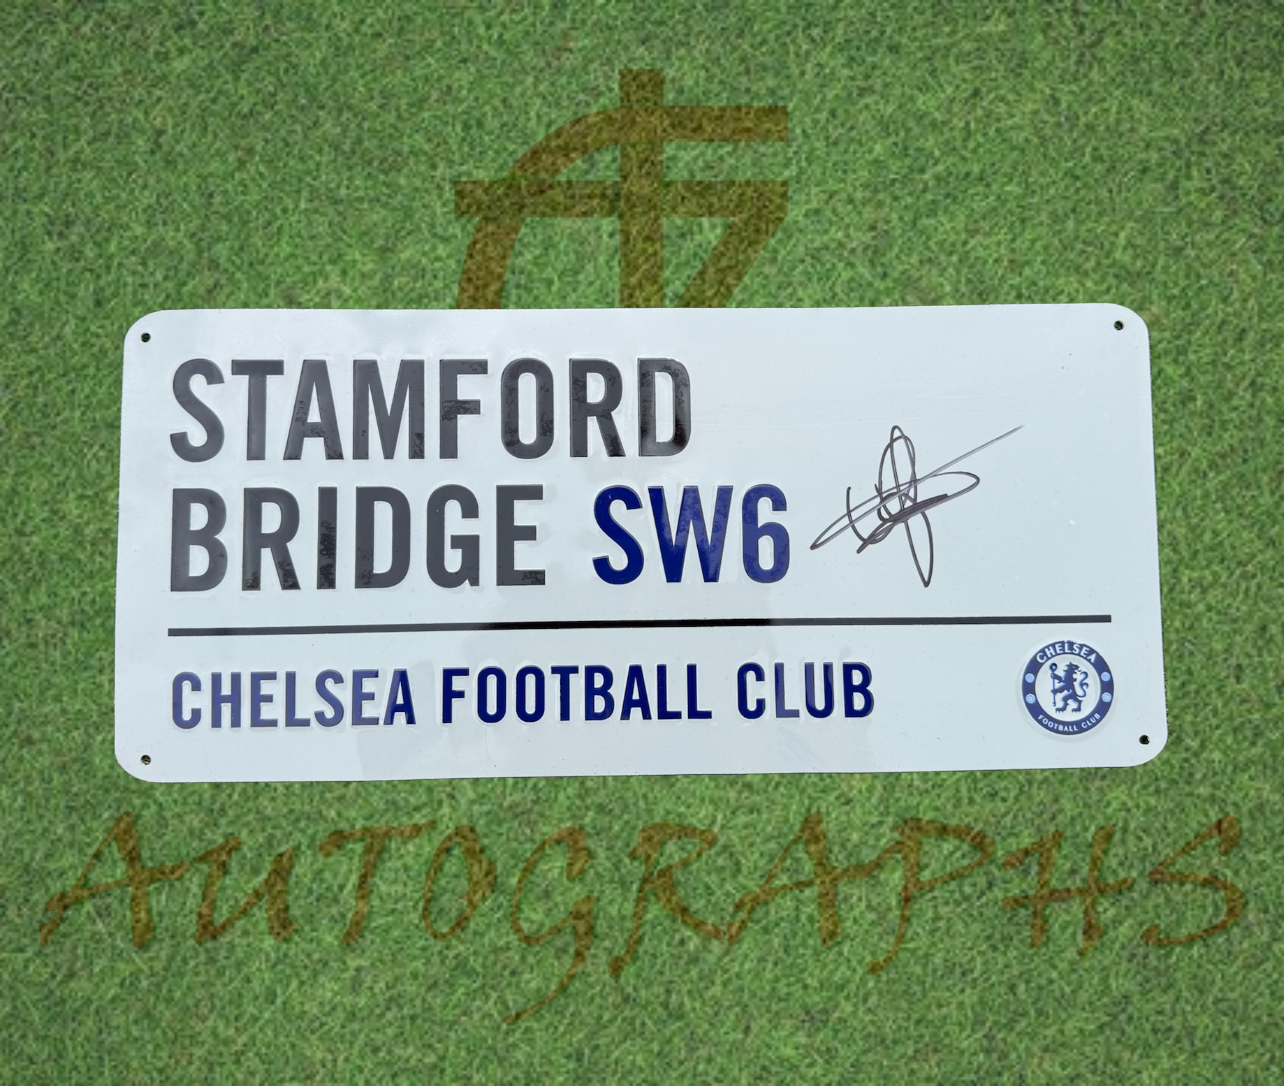 STAMFORD
BRIDGE SW6
CHELSEA FOOTBALL CLUB
CHELSEA
FOOTBALL CLUB
AUTOGRAPHS